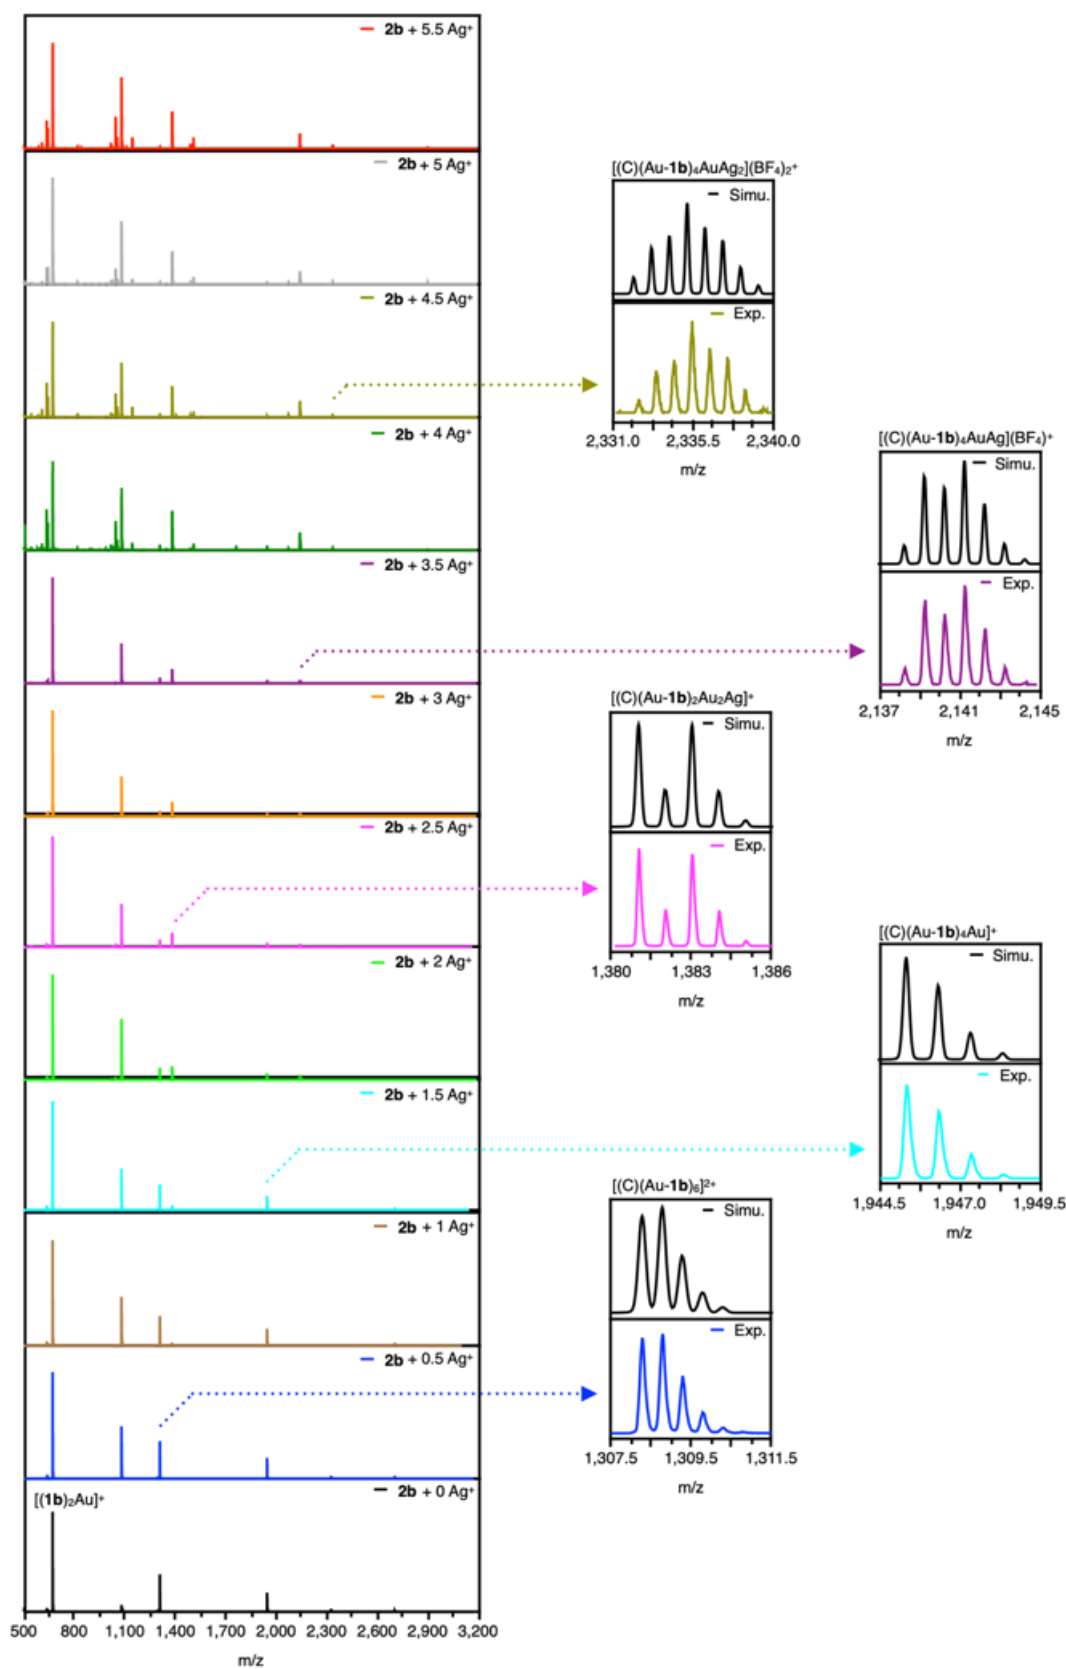 2b + 5.5 Ag⁺
2b + 5 Ag⁺
2b + 4.5 Ag⁺
2b + 4 Ag⁺
2b + 3.5 Ag⁺
2b + 3 Ag⁺
2b + 2.5 Ag⁺
2b + 2 Ag⁺
2b + 1.5 Ag⁺
2b + 1 Ag⁺
2b + 0.5 Ag⁺
2b + 0 Ag⁺
[(1b)₂Au]⁺
500 800 1,100 1,400 1,700 2,000 2,300 2,600 2,900 3,200
m/z
[(C)(Au-1b)₄AuAg₂](BF₄)₂⁺
Simu.
Exp.
2,331.0 2,335.5 2,340.0
m/z
[(C)(Au-1b)₄AuAg](BF₄)⁺
Simu.
Exp.
2,137 2,141 2,145
m/z
[(C)(Au-1b)₂Au₂Ag]⁺
Simu.
Exp.
1,380 1,383 1,386
m/z
[(C)(Au-1b)₄Au]⁺
Simu.
Exp.
1,944.5 1,947.0 1,949.5
m/z
[(C)(Au-1b)₆]²⁺
Simu.
Exp.
1,307.5 1,309.5 1,311.5
m/z